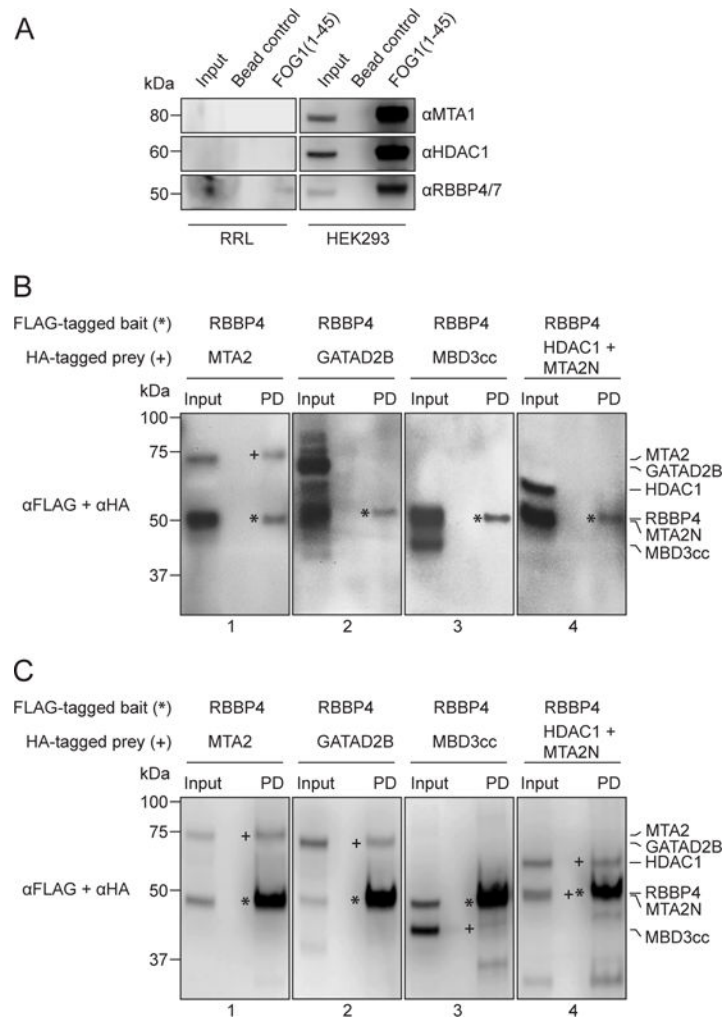 A
Input
Bead control
FOG1(1-45)
Input
Bead control
FOG1(1-45)
kDa
80
αMTA1
60
αHDAC1
50
αRBBP4/7
RRL HEK293
B
FLAG-tagged bait (*) RBBP4 RBBP4 RBBP4 RBBP4
HA-tagged prey (+) MTA2 GATAD2B MBD3cc HDAC1 +
MTA2N
kDa Input PD Input PD Input PD Input PD
100
75 + MTA2
GATAD2B
HDAC1
αFLAG + αHA
50 * * * * RBBP4
MTA2N
MBD3cc
37
1 2 3 4
C
FLAG-tagged bait (*) RBBP4 RBBP4 RBBP4 RBBP4
HA-tagged prey (+) MTA2 GATAD2B MBD3cc HDAC1 +
MTA2N
kDa Input PD Input PD Input PD Input PD
100
75 + + MTA2
GATAD2B
+ HDAC1
αFLAG + αHA
50 * * * + * RBBP4
MTA2N
+ MBD3cc
37
1 2 3 4